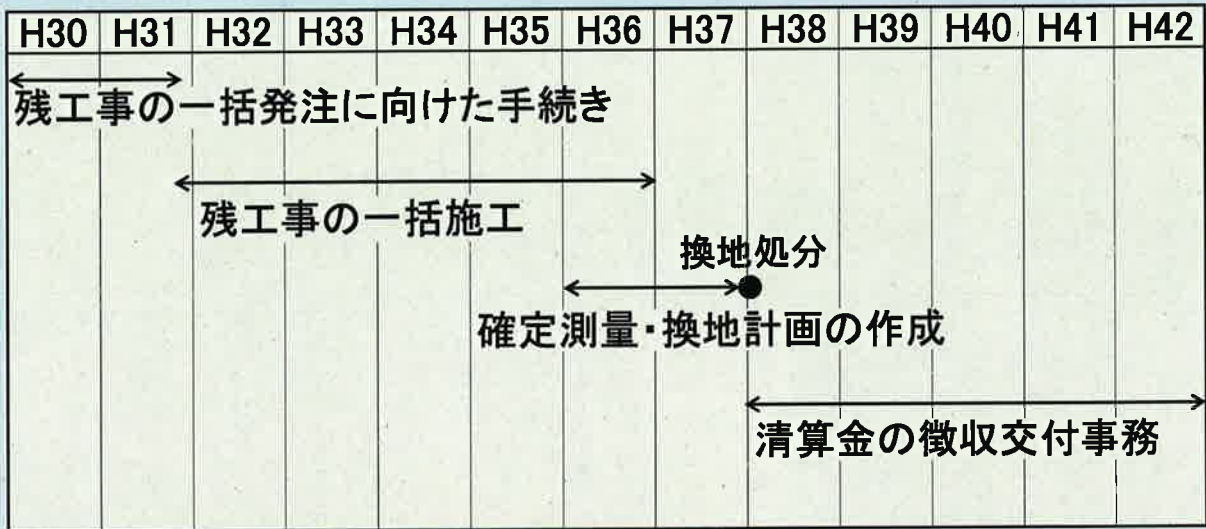 H30 H31 H32 H33 H34 H35 H36 H37 H38 H39 H40 H41 H42
残工事の一括発注に向けた手続き
残工事の一括施工
換地処分
確定測量・換地計画の作成
清算金の徴収交付事務